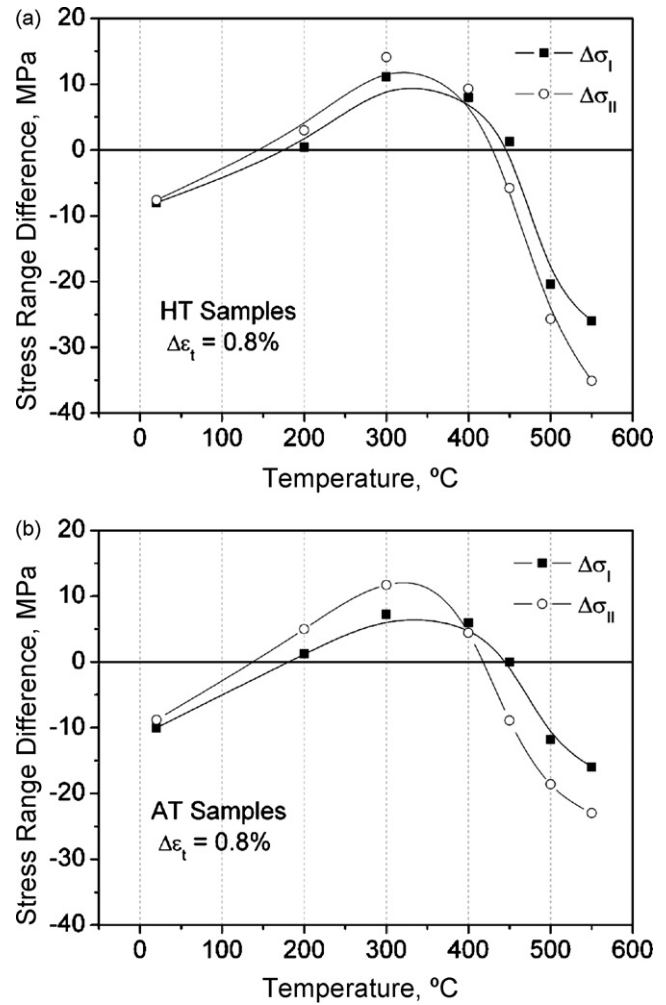 (a)
20
10
0
-10
-20
-30
-40
Stress Range Difference, MPa
Δσ_I
Δσ_II
HT Samples
Δε_t = 0.8%
0 100 200 300 400 500 600
Temperature, ºC
(b)
20
10
0
-10
-20
-30
-40
Stress Range Difference, MPa
Δσ_I
Δσ_II
AT Samples
Δε_t = 0.8%
0 100 200 300 400 500 600
Temperature, ºC